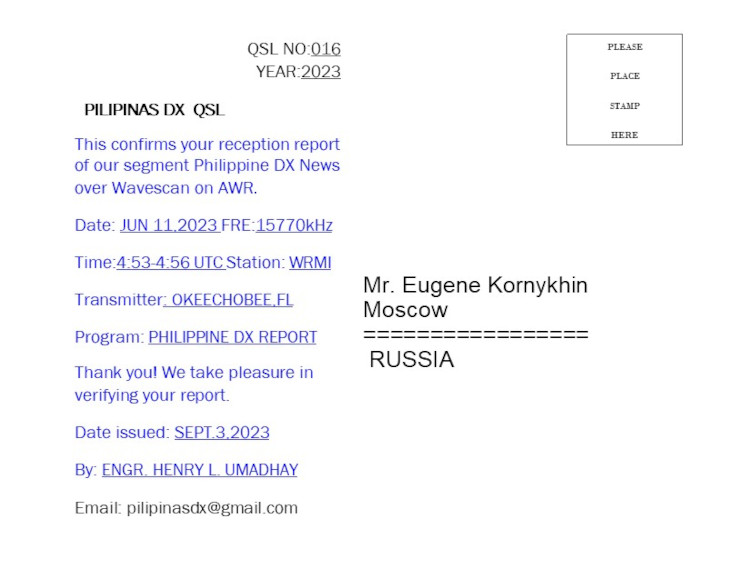 QSL NO:016
YEAR:2023
PILIPINAS DX QSL
This confirms your reception report
of our segment Philippine DX News
over Wavescan on AWR.
Date: JUN 11,2023 FRE:15770kHz
Time:4:53-4:56 UTC Station: WRMI
Transmitter: OKEECHOBEE,FL
Program: PHILIPPINE DX REPORT
Thank you! We take pleasure in
verifying your report.
Date issued: SEPT.3,2023
By: ENGR. HENRY L. UMADHAY
Email: pilipinasdx@gmail.com
PLEASE
PLACE
STAMP
HERE
Mr. Eugene Kornykhin
Moscow
=================
RUSSIA